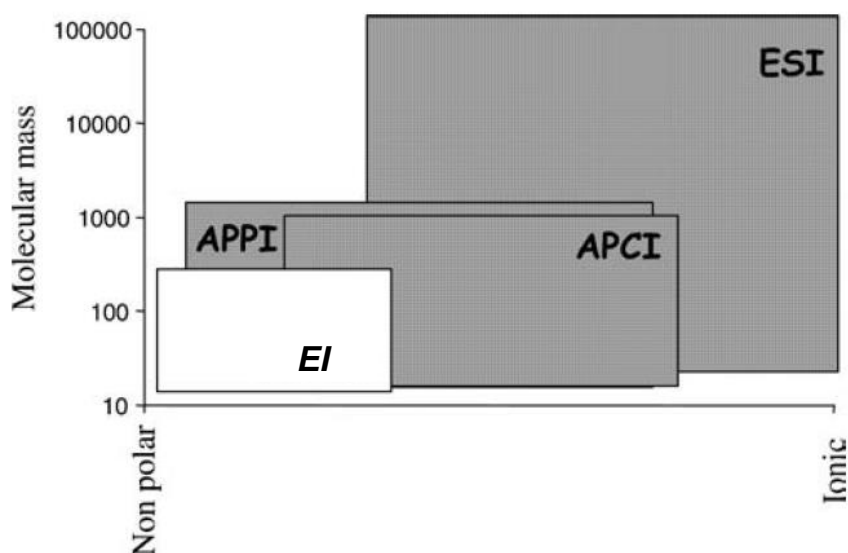 100000
10000
1000
100
10
Molecular mass
ESI
APPI
APCI
EI
Non polar
Ionic